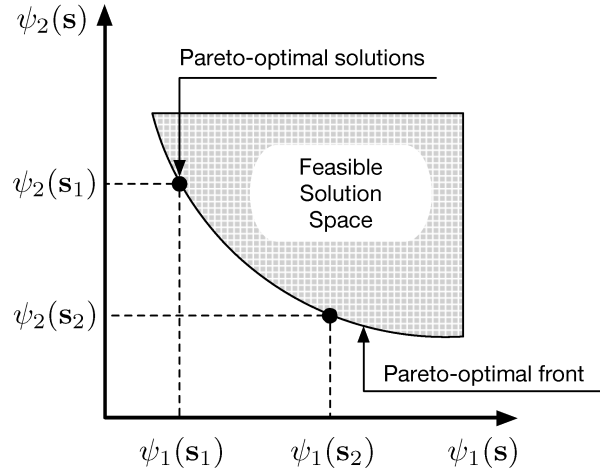 ψ₂(s)
Pareto-optimal solutions
Feasible
Solution
Space
ψ₂(s₁)
ψ₂(s₂)
Pareto-optimal front
ψ₁(s₁)
ψ₁(s₂)
ψ₁(s)